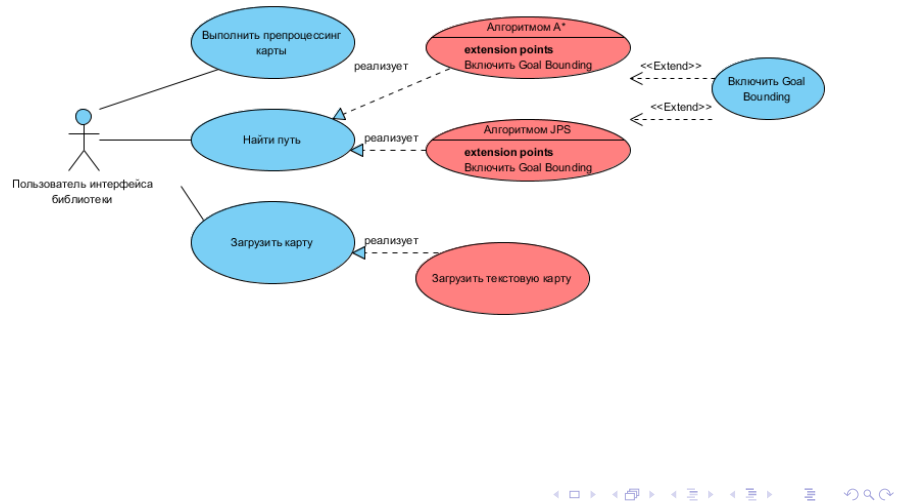 Выполнить препроцессинг
карты
Алгоритмом A*
extension points
Включить Goal Bounding
реализует
<<Extend>>
Включить Goal
Bounding
<<Extend>>
Найти путь
реализует
Алгоритмом JPS
extension points
Включить Goal Bounding
Пользователь интерфейса
библиотеки
Загрузить карту
реализует
Загрузить текстовую карту